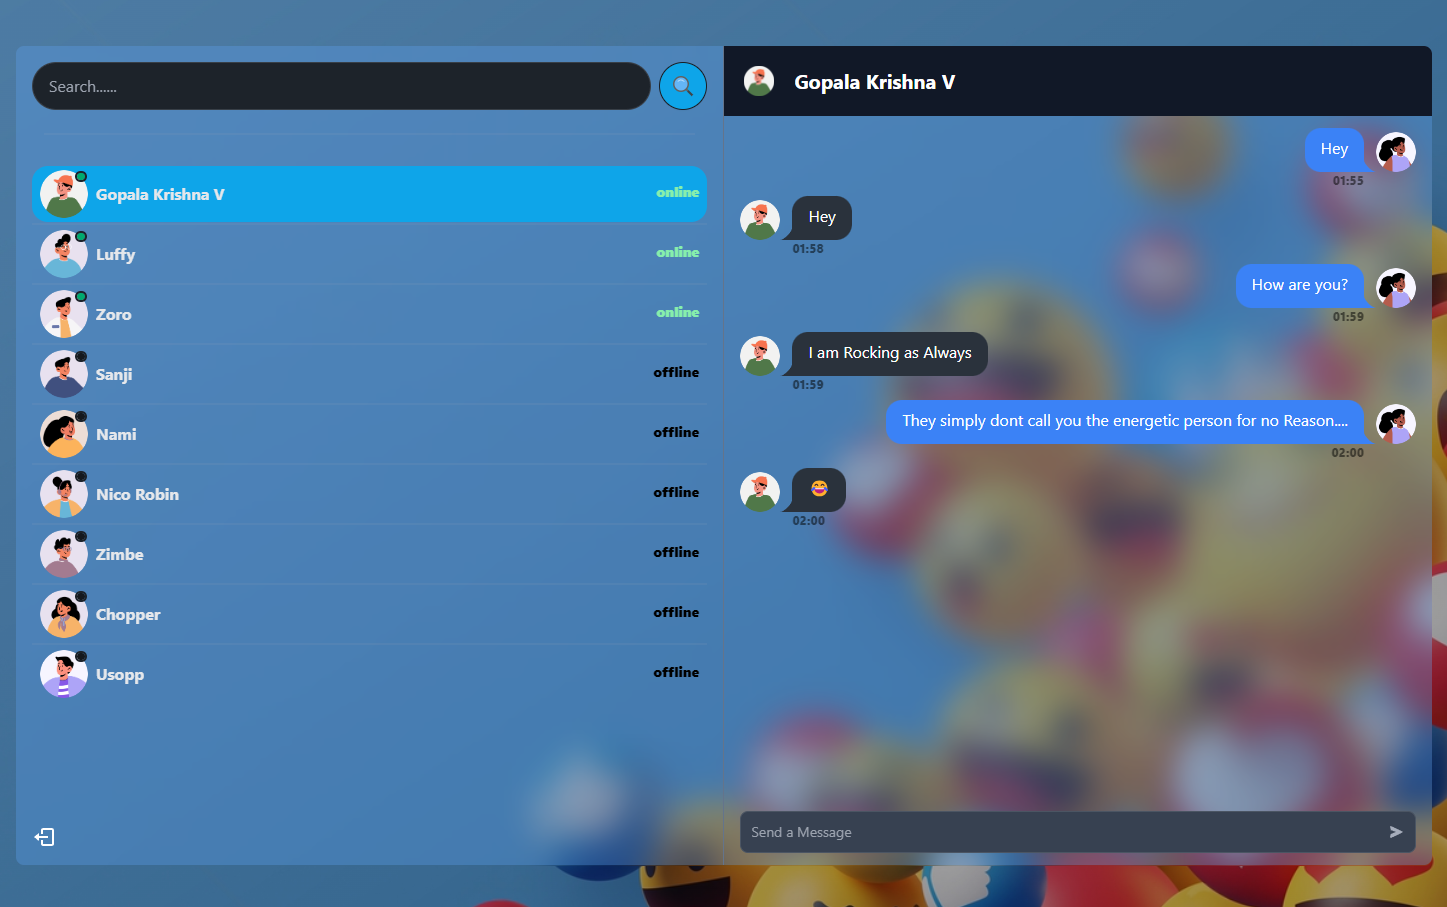 Search......
Gopala Krishna V
online
Luffy
online
Zoro
online
Sanji
offline
Nami
offline
Nico Robin
offline
Zimbe
offline
Chopper
offline
Usopp
offline
Gopala Krishna V
Hey
01:55
Hey
01:58
How are you?
01:59
I am Rocking as Always
01:59
They simply dont call you the energetic person for no Reason....
02:00
😂
02:00
Send a Message